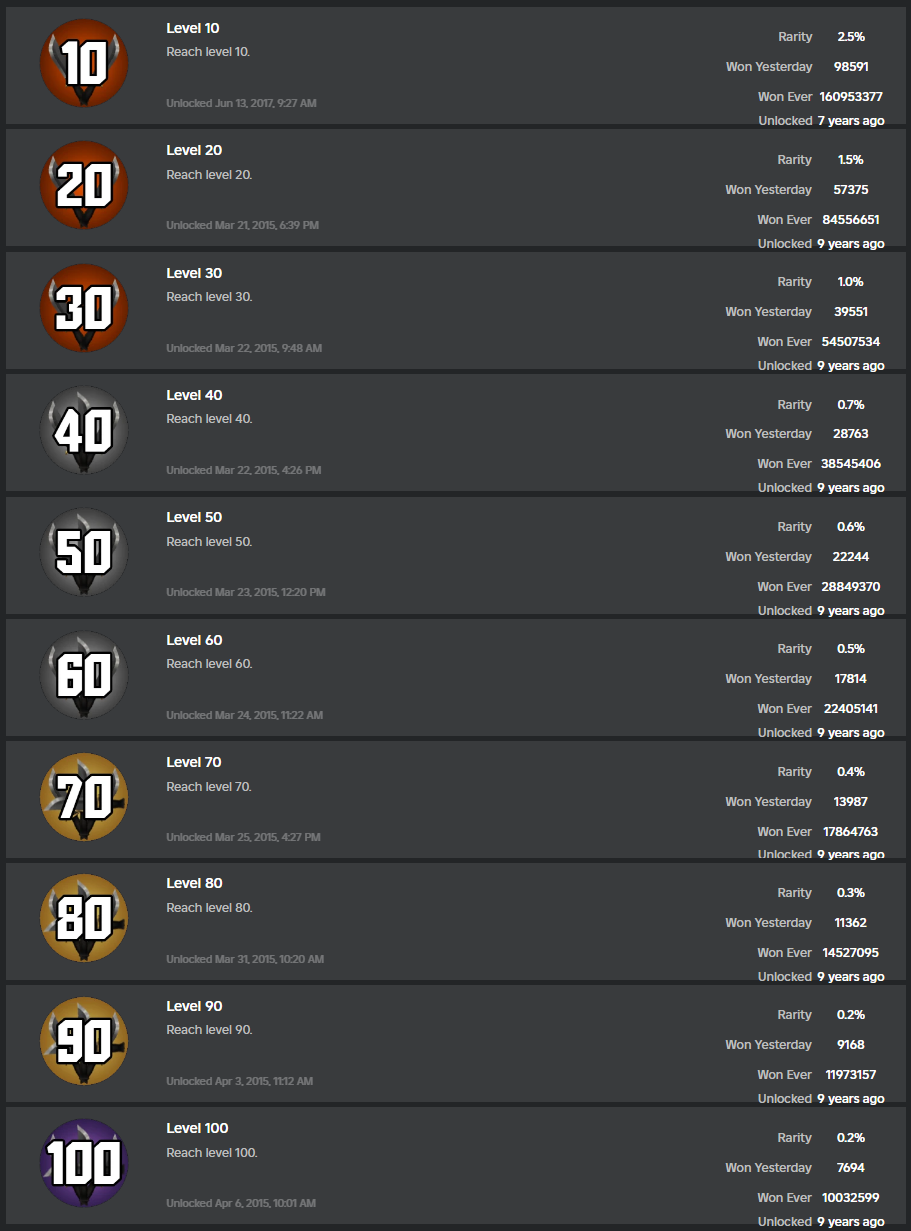 10
Level 10
Reach level 10.
Unlocked Jun 13, 2017, 9:27 AM
Rarity 2.5%
Won Yesterday 98591
Won Ever 160953377
Unlocked 7 years ago
20
Level 20
Reach level 20.
Unlocked Mar 21, 2015, 6:39 PM
Rarity 1.5%
Won Yesterday 57375
Won Ever 84556651
Unlocked 9 years ago
30
Level 30
Reach level 30.
Unlocked Mar 22, 2015, 9:48 AM
Rarity 1.0%
Won Yesterday 39551
Won Ever 54507534
Unlocked 9 years ago
40
Level 40
Reach level 40.
Unlocked Mar 22, 2015, 4:26 PM
Rarity 0.7%
Won Yesterday 28763
Won Ever 38545406
Unlocked 9 years ago
50
Level 50
Reach level 50.
Unlocked Mar 23, 2015, 12:20 PM
Rarity 0.6%
Won Yesterday 22244
Won Ever 28849370
Unlocked 9 years ago
60
Level 60
Reach level 60.
Unlocked Mar 24, 2015, 11:22 AM
Rarity 0.5%
Won Yesterday 17814
Won Ever 22405141
Unlocked 9 years ago
70
Level 70
Reach level 70.
Unlocked Mar 25, 2015, 4:27 PM
Rarity 0.4%
Won Yesterday 13987
Won Ever 17864763
Unlocked 9 years ago
80
Level 80
Reach level 80.
Unlocked Mar 31, 2015, 10:20 AM
Rarity 0.3%
Won Yesterday 11362
Won Ever 14527095
Unlocked 9 years ago
90
Level 90
Reach level 90.
Unlocked Apr 3, 2015, 11:12 AM
Rarity 0.2%
Won Yesterday 9168
Won Ever 11973157
Unlocked 9 years ago
100
Level 100
Reach level 100.
Unlocked Apr 6, 2015, 10:01 AM
Rarity 0.2%
Won Yesterday 7694
Won Ever 10032599
Unlocked 9 years ago